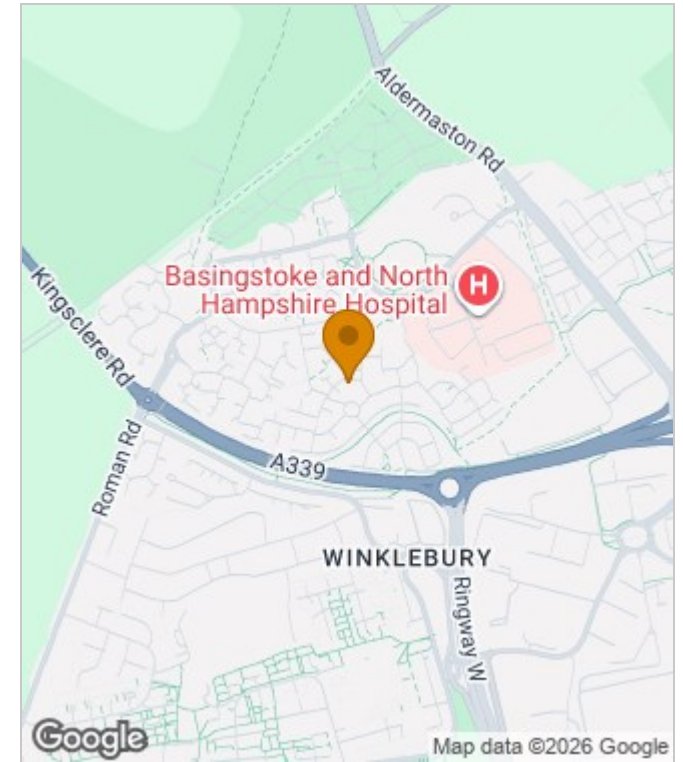 Aldermaston Rd
Basingstoke and North
Hampshire Hospital
H
Kingsclere Rd
A339
Roman Rd
WINKLEBURY
Ringway W
Google
Map data ©2026 Google